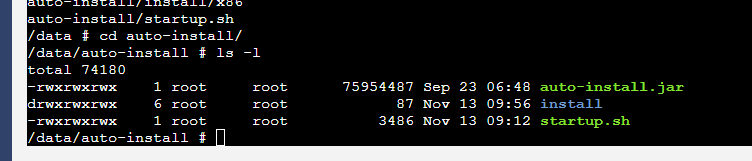 auto-install/install/x86
auto-install/startup.sh
/data # cd auto-install/
/data/auto-install # ls -l
total 74180
-rwxrwxrwx    1 root     root      75954487 Sep 23 06:48 auto-install.jar
drwxrwxrwx    6 root     root            87 Nov 13 09:56 install
-rwxrwxrwx    1 root     root          3486 Nov 13 09:12 startup.sh
/data/auto-install #